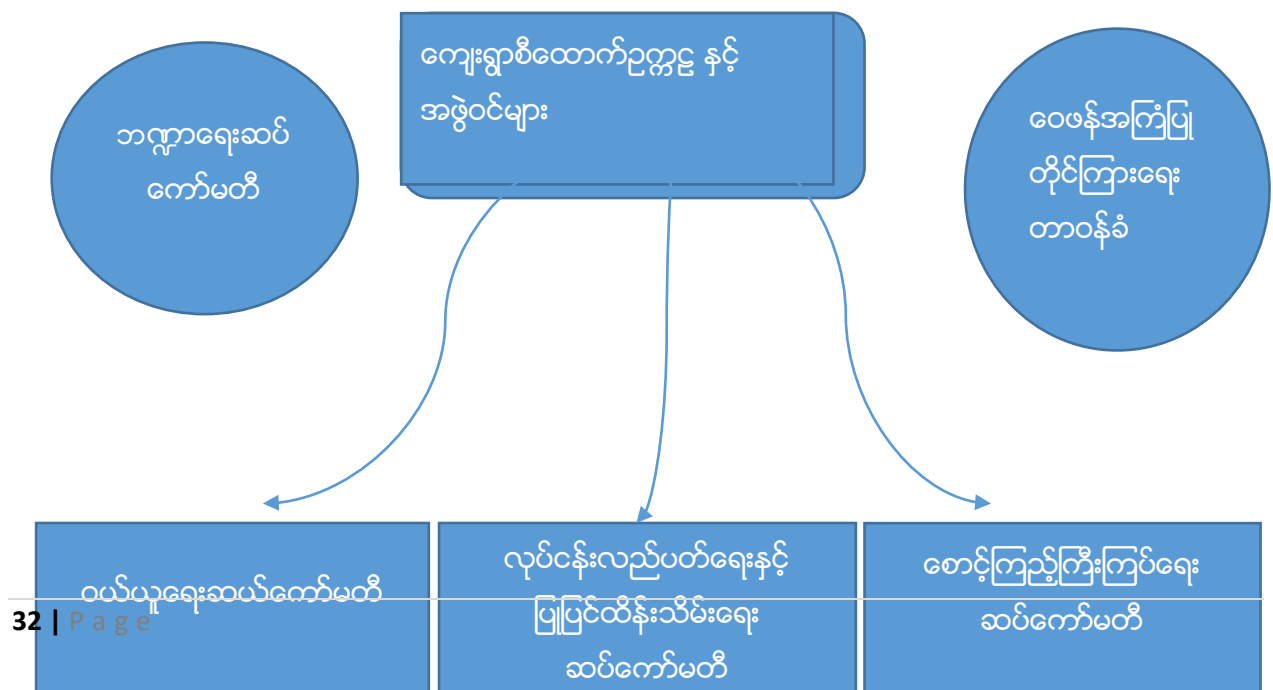 ကျေးရွာစီထောက်ဥက္ကဋ္ဌ နှင့်
အဖွဲ့ဝင်များ
ဘဏ္ဍာရေးဆပ်
ကော်မတီ
ဝေဖန်အကြံပြု
တိုင်ကြားရေး
တာဝန်ခံ
ဝယ်ယူရေးဆယ်ကော်မတီ
လုပ်ငန်းလည်ပတ်ရေးနှင့်
ပြုပြင်ထိန်းသိမ်းရေး
ဆပ်ကော်မတီ
စောင့်ကြည့်ကြီးကြပ်ရေး
ဆပ်ကော်မတီ
32 | Page